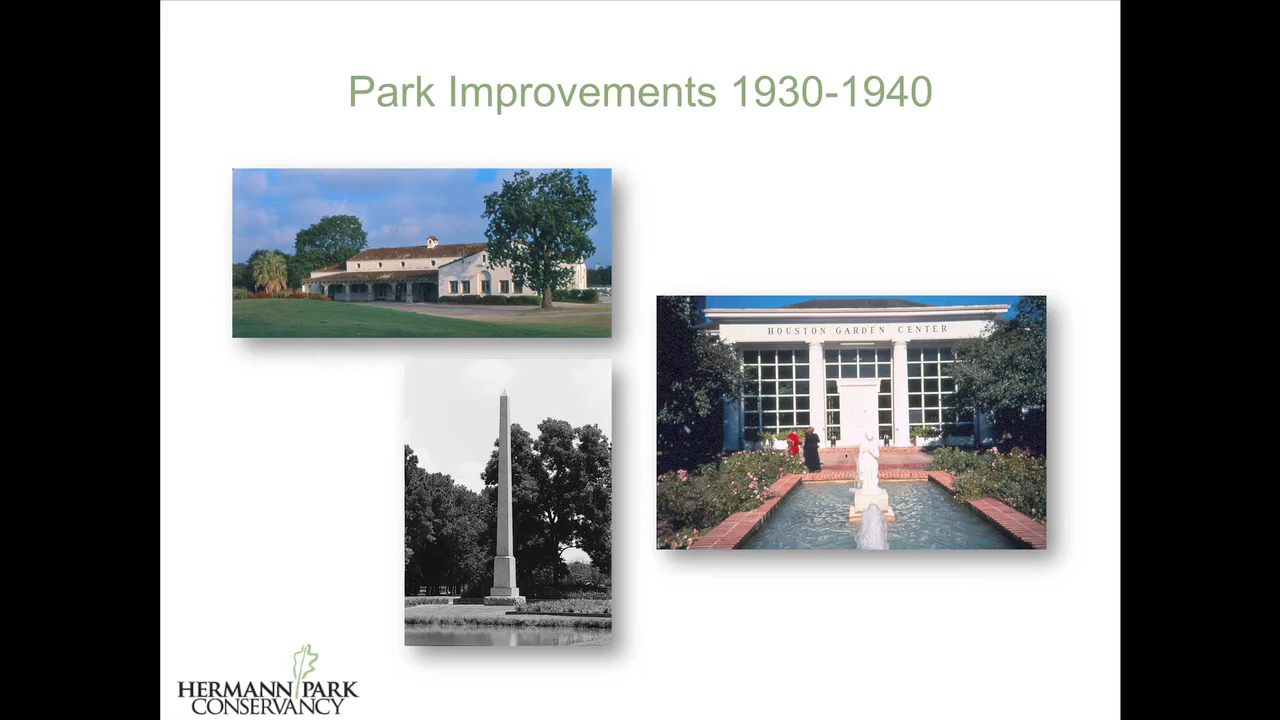 Park Improvements 1930-1940
HOUSTON GARDEN CENTER
HERMANN PARK
CONSERVANCY